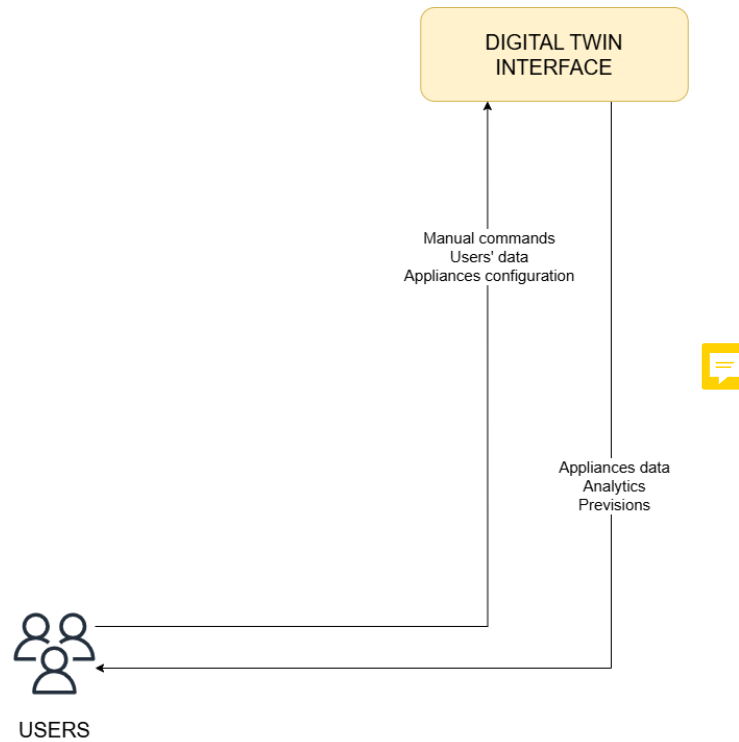 DIGITAL TWIN
INTERFACE
Manual commands
Users' data
Appliances configuration
Appliances data
Analytics
Previsions
USERS